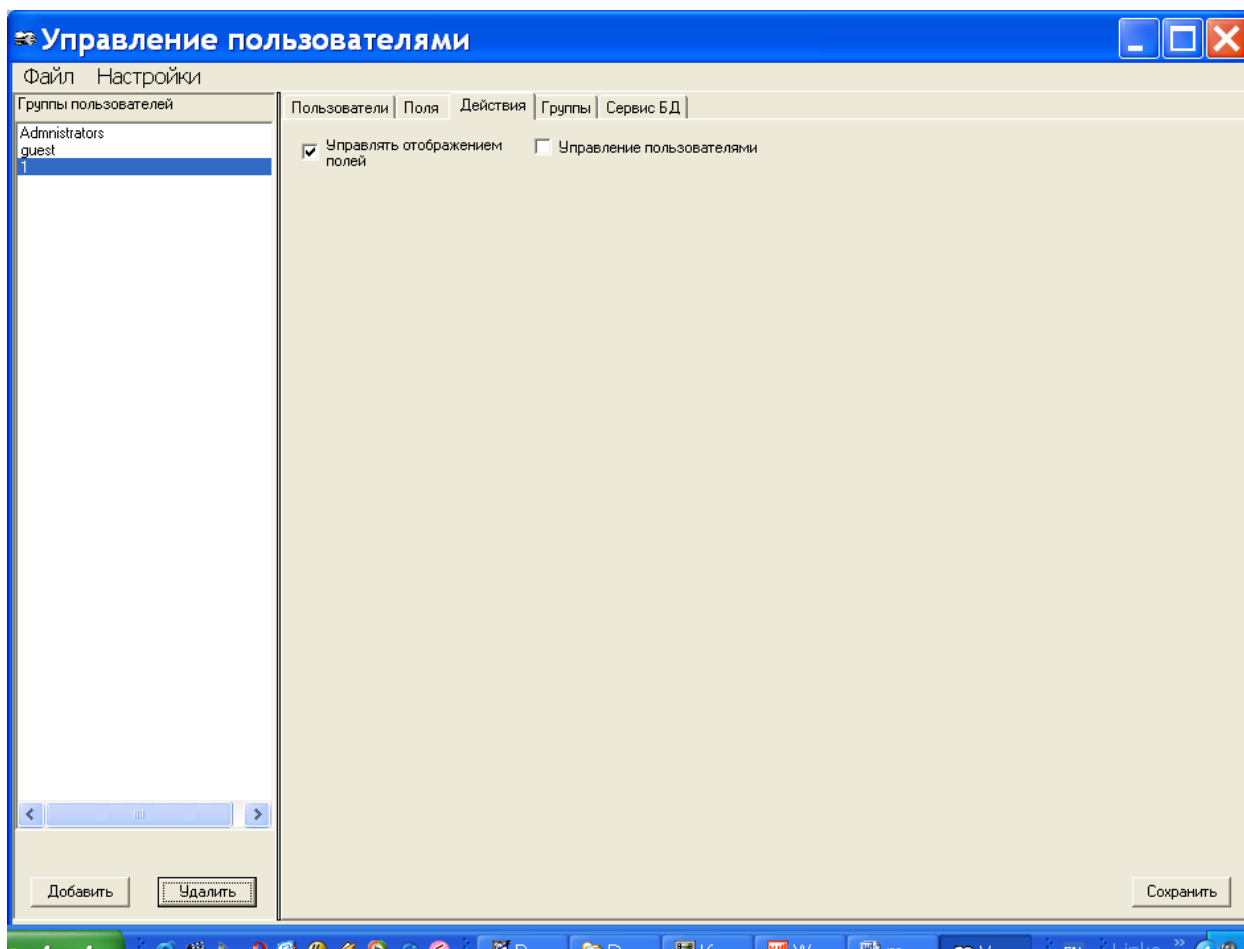 Управление пользователями
Файл Настройки
Группы пользователей
Пользователи Поля Действия Группы Сервис БД
Admnistrators
guest
1
Управлять отображением
полей
Управление пользователями
Добавить
Удалить
Сохранить